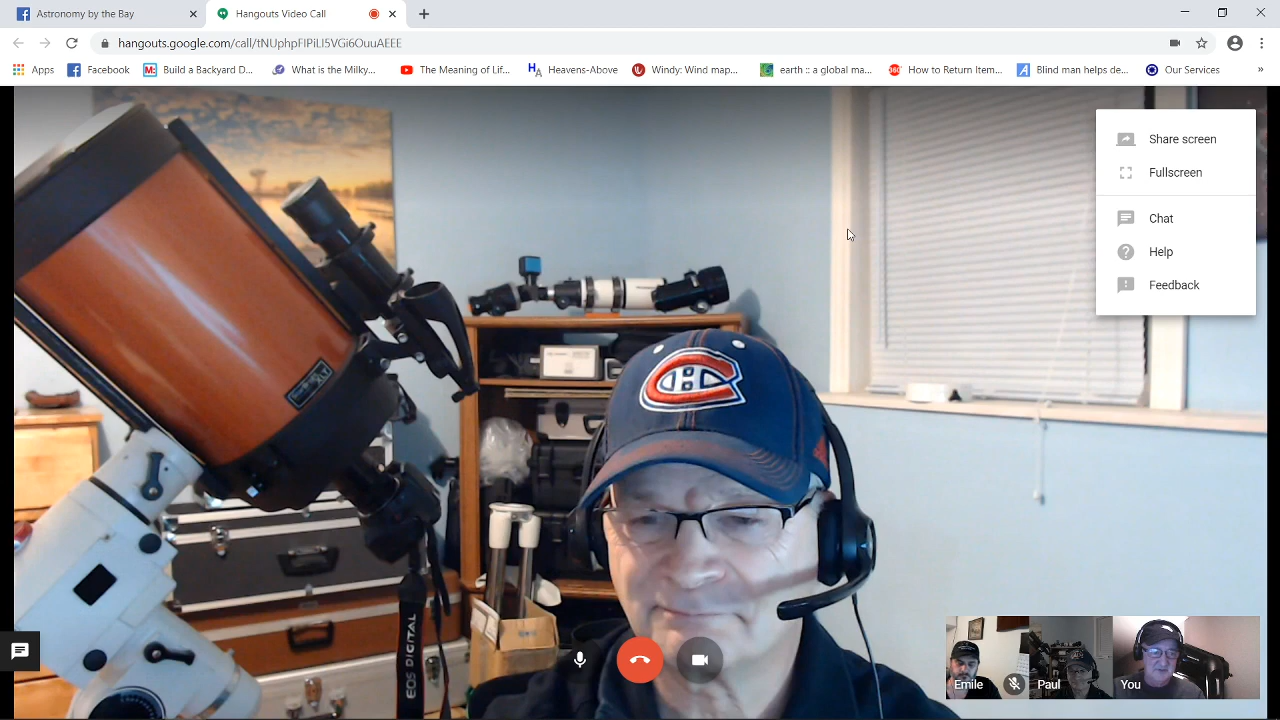 Astronomy by the Bay
Hangouts Video Call
hangouts.google.com/call/tNUphpFIPiLI5VGi6OuuAEEE
Apps
Facebook
Build a Backyard D...
What is the Milky...
The Meaning of Lif...
Heavens-Above
Windy: Wind map...
earth :: a global ma...
How to Return Item...
Blind man helps de...
Our Services
Share screen
Fullscreen
Chat
Help
Feedback
XLT
EOS DIGITAL
Emile
Paul
You